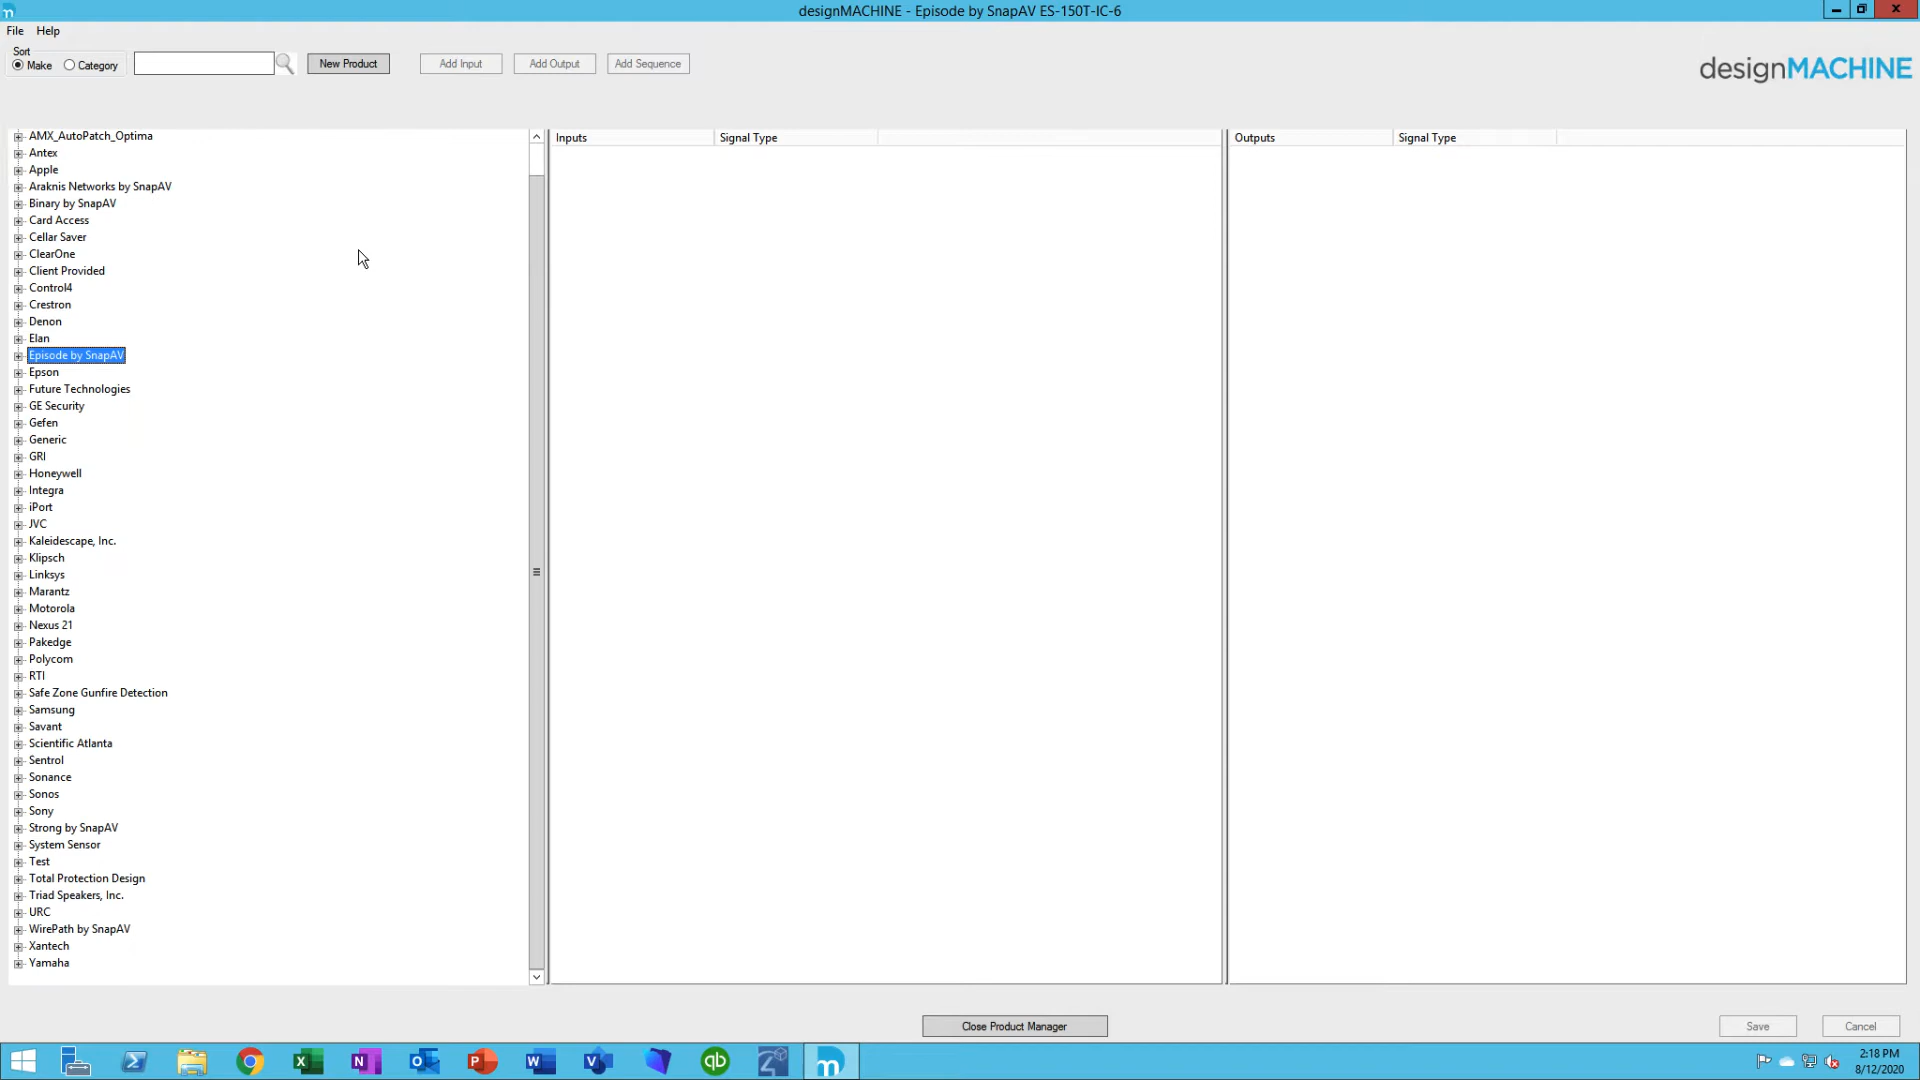 designMACHINE - Episode by SnapAV ES-150T-IC-6
File Help
Sort
Make Category New Product Add Input Add Output Add Sequence
designMACHINE
Inputs Signal Type Outputs Signal Type
AMX_AutoPatch_Optima
Antex
Apple
Araknis Networks by SnapAV
Binary by SnapAV
Card Access
Cellar Saver
ClearOne
Client Provided
Control4
Crestron
Denon
Elan
Episode by SnapAV
Epson
Future Technologies
GE Security
Gefen
Generic
GRI
Honeywell
Integra
iPort
JVC
Kaleidescape, Inc.
Klipsch
Linksys
Marantz
Motorola
Nexus 21
Pakedge
Polycom
RTI
Safe Zone Gunfire Detection
Samsung
Savant
Scientific Atlanta
Sentrol
Sonance
Sonos
Sony
Strong by SnapAV
System Sensor
Test
Total Protection Design
Triad Speakers, Inc.
URC
WirePath by SnapAV
Xantech
Yamaha
Close Product Manager Save Cancel
2:18 PM
8/12/2020